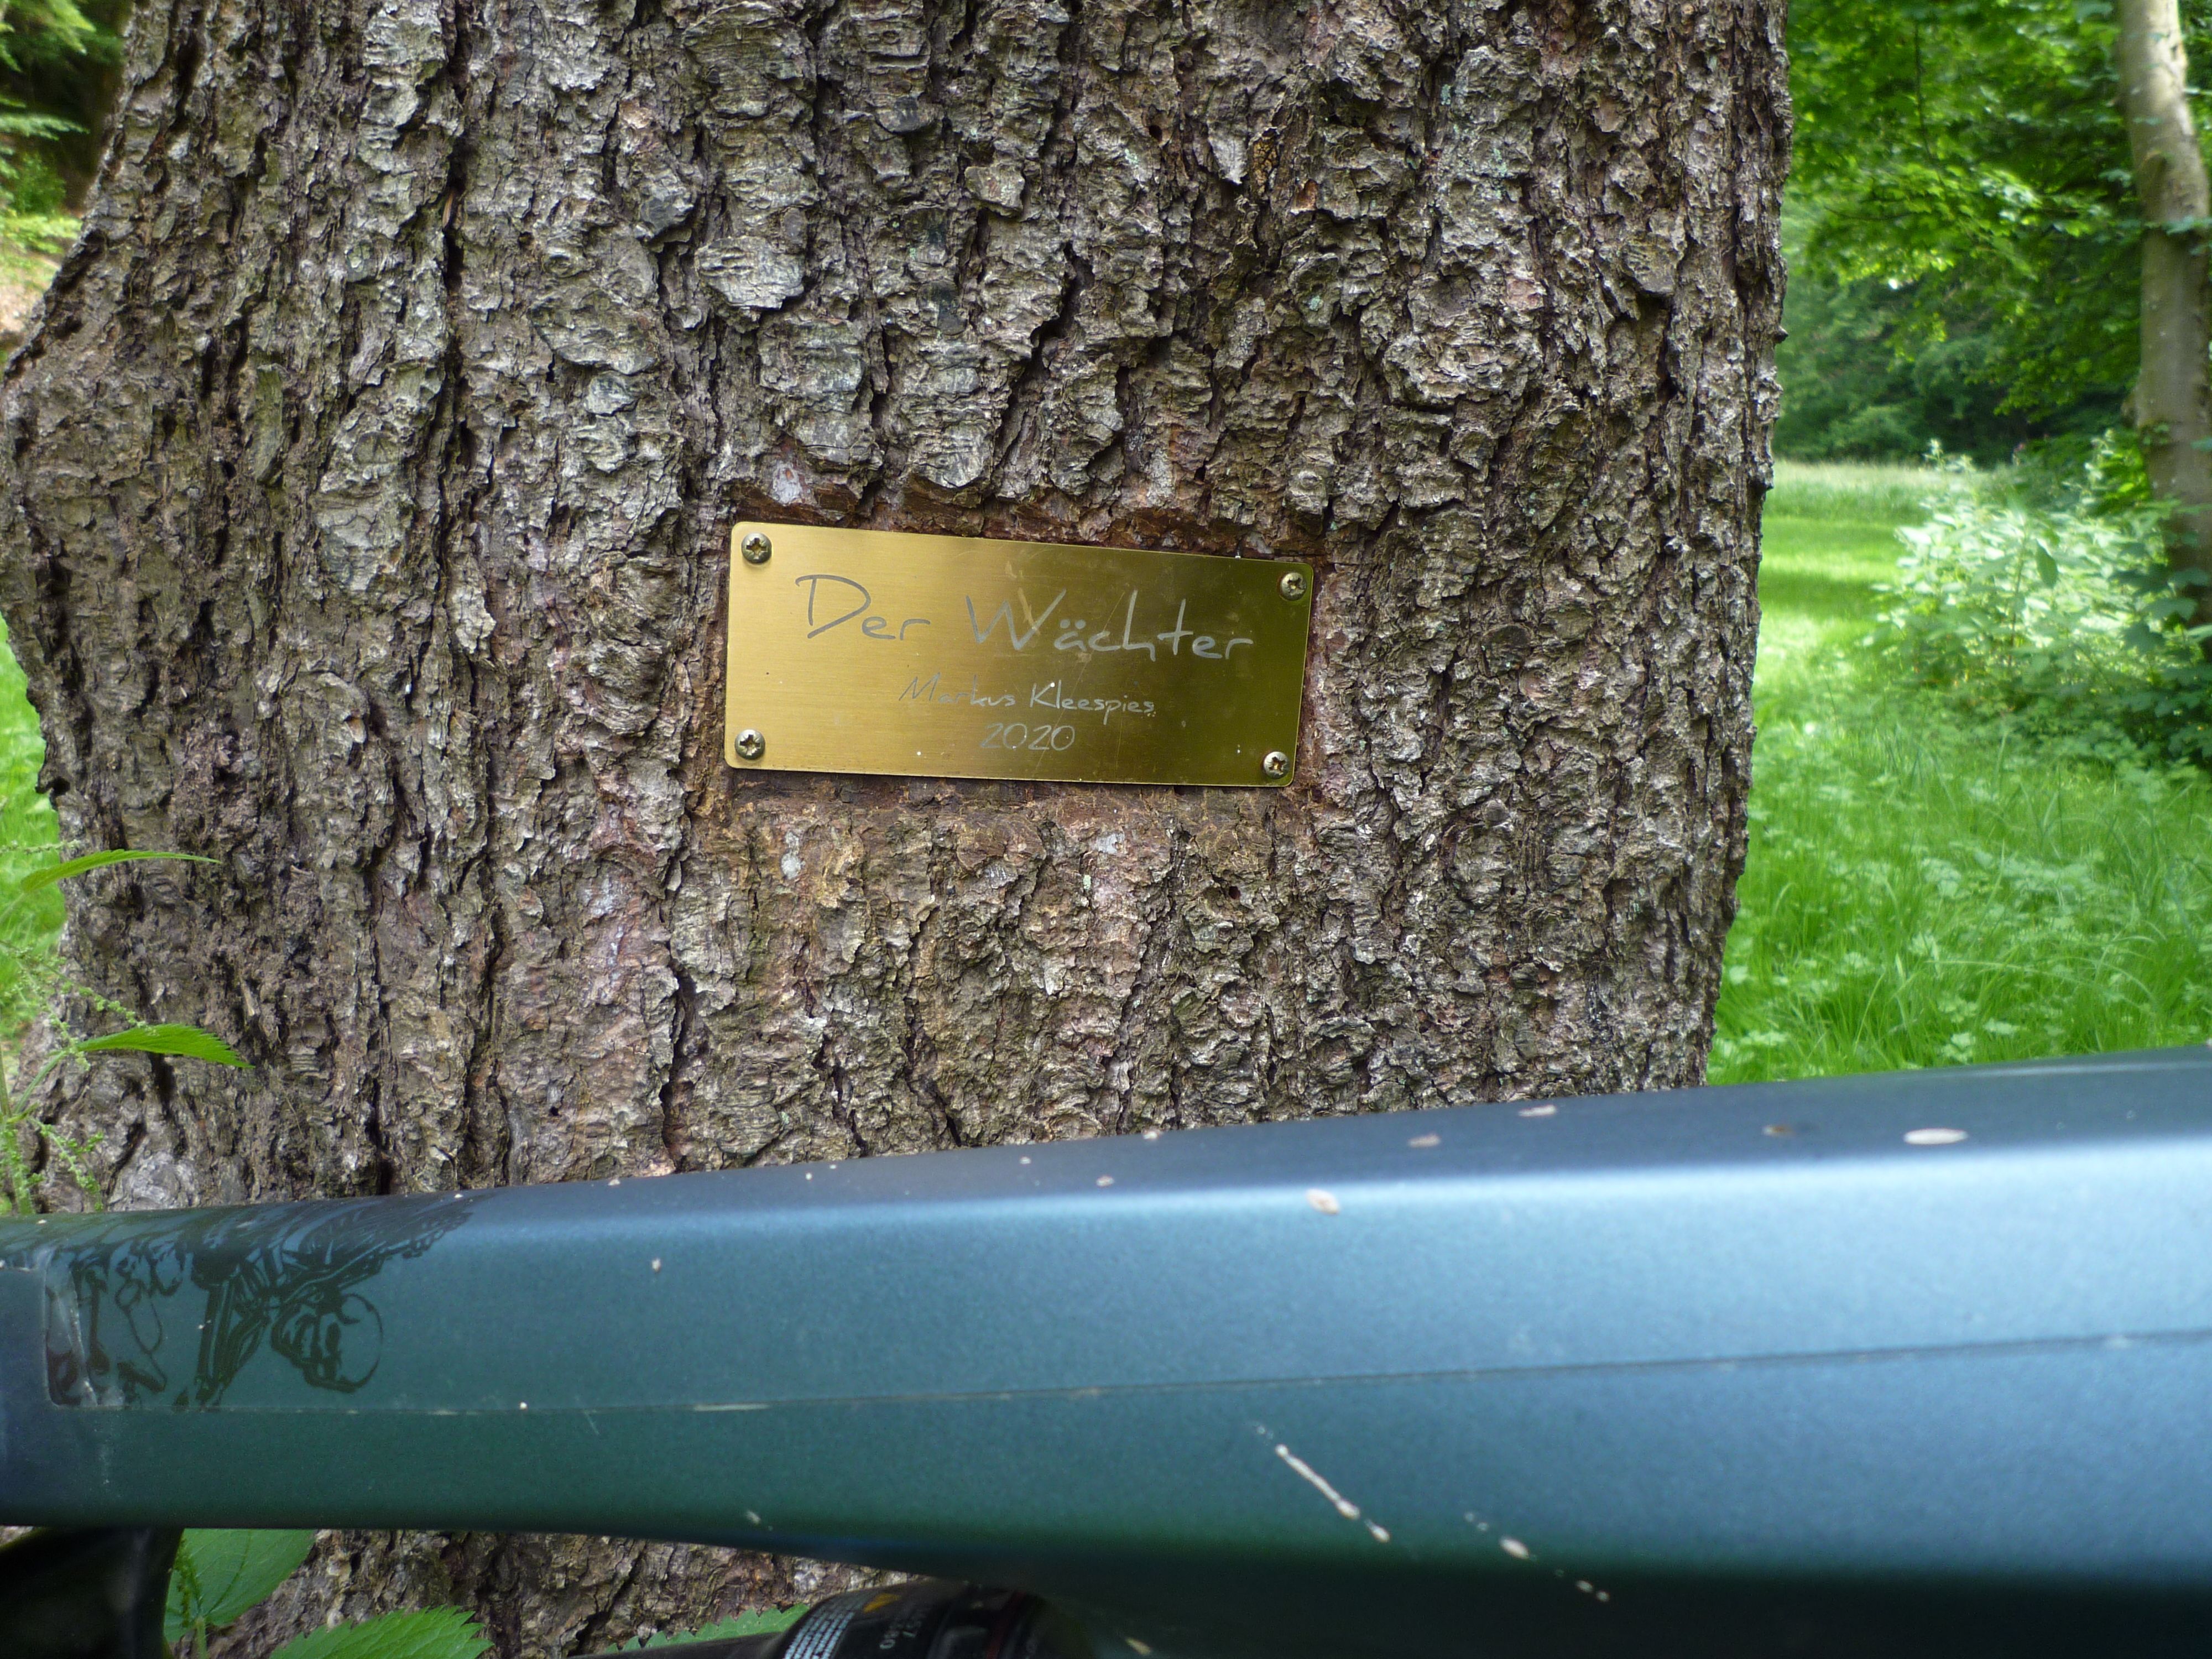 Der Wächter
Markus Kleespies
2020